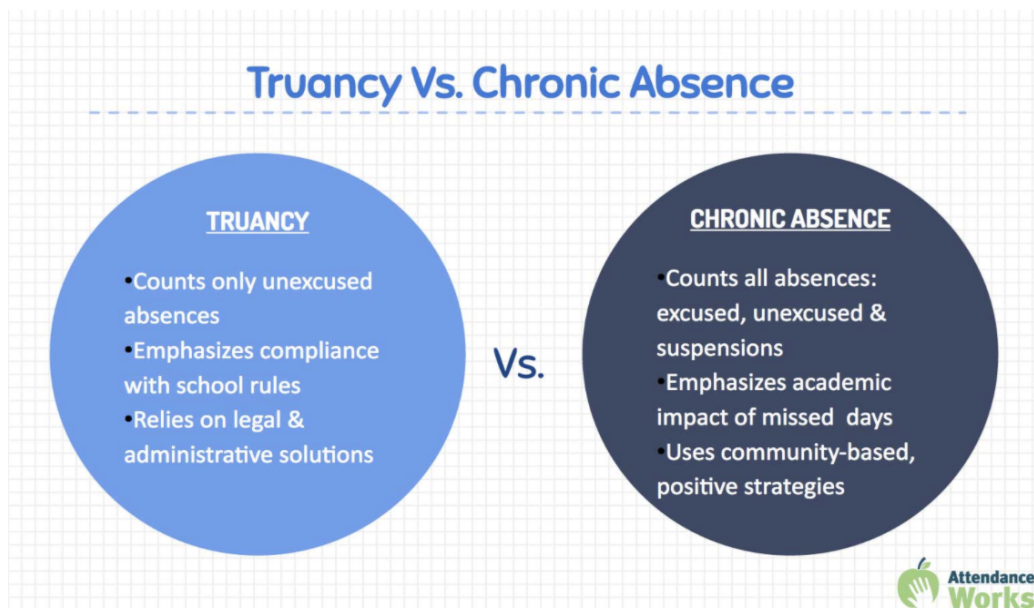 Truancy Vs. Chronic Absence
TRUANCY
•Counts only unexcused
absences
•Emphasizes compliance
with school rules
•Relies on legal &
administrative solutions
Vs.
CHRONIC ABSENCE
•Counts all absences:
excused, unexcused &
suspensions
•Emphasizes academic
impact of missed  days
•Uses community-based,
positive strategies
Attendance
Works